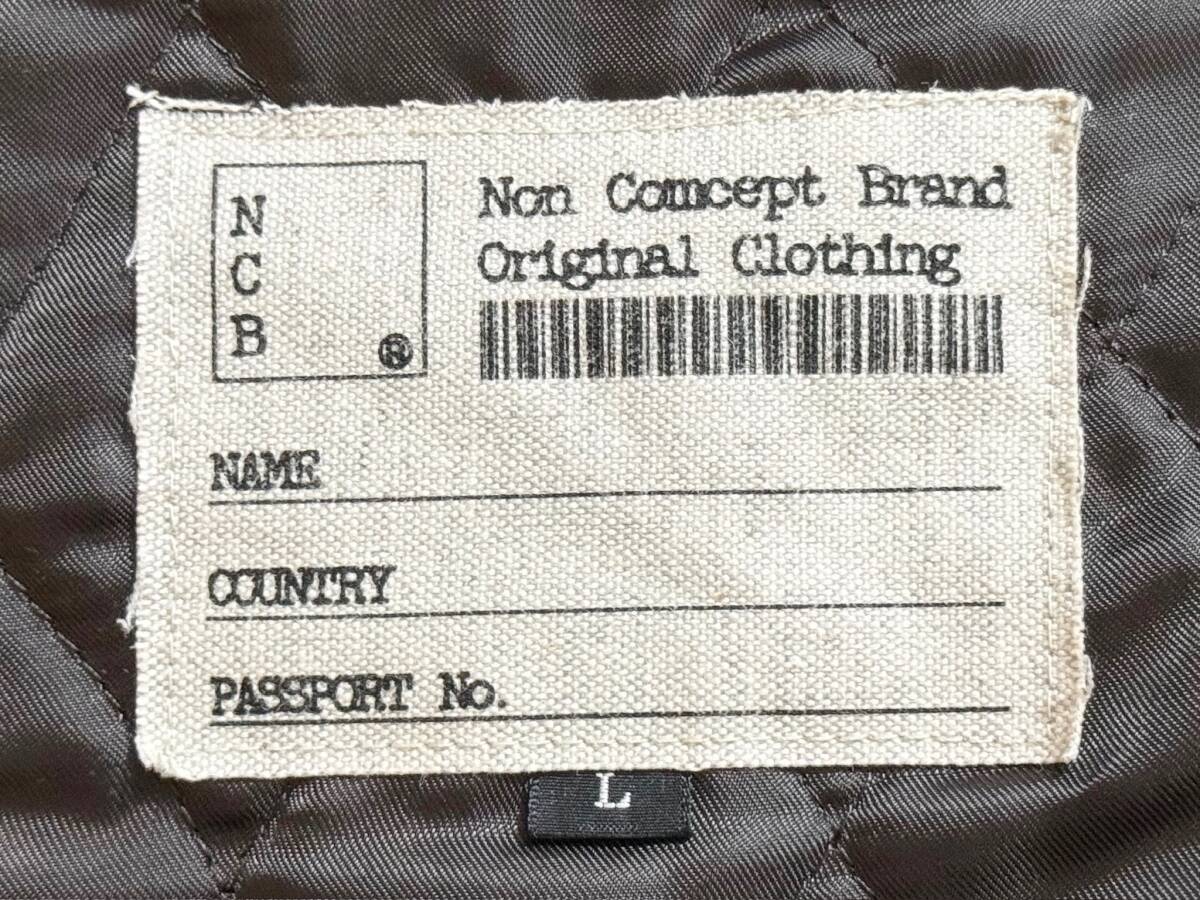 N
C
B
®
Non Comcept Brand
Original Clothing
NAME
COUNTRY
PASSPORT No.
L